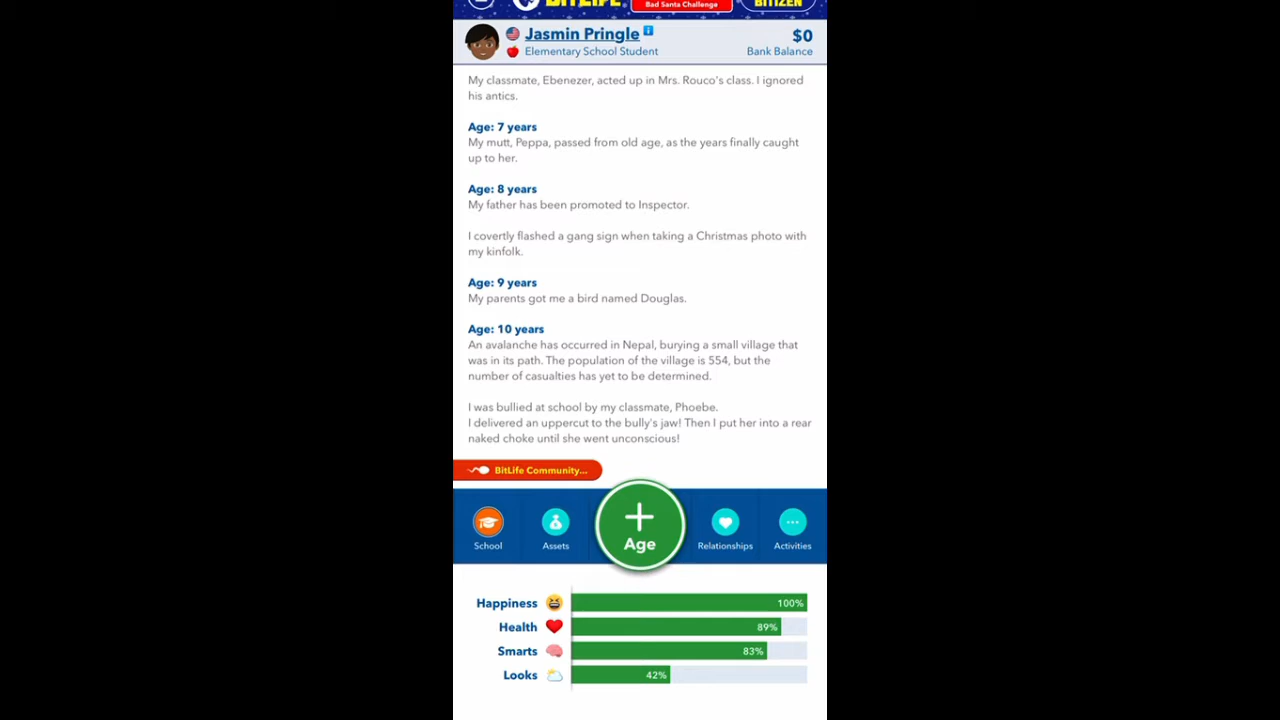 BITLIFE
Bad Santa Challenge
BITIZEN
Jasmin Pringle
$0
Elementary School Student
Bank Balance
My classmate, Ebenezer, acted up in Mrs. Rouco's class. I ignored
his antics.
Age: 7 years
My mutt, Peppa, passed from old age, as the years finally caught
up to her.
Age: 8 years
My father has been promoted to Inspector.
I covertly flashed a gang sign when taking a Christmas photo with
my kinfolk.
Age: 9 years
My parents got me a bird named Douglas.
Age: 10 years
An avalanche has occurred in Nepal, burying a small village that
was in its path. The population of the village is 554, but the
number of casualties has yet to be determined.
I was bullied at school by my classmate, Phoebe.
I delivered an uppercut to the bully's jaw! Then I put her into a rear
naked choke until she went unconscious!
BitLife Community...
Age
School
Assets
Relationships
Activities
Happiness
100%
Health
89%
Smarts
83%
Looks
42%